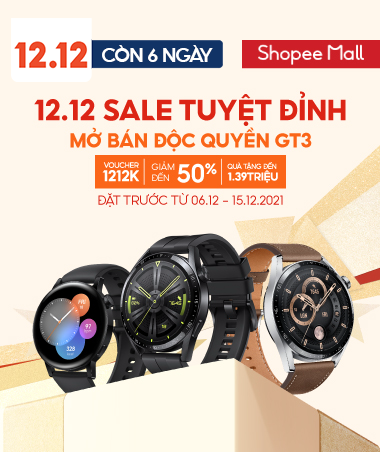 12.12 CÒN 6 NGÀY Shopee Mall
12.12 SALE TUYỆT ĐỈNH
MỞ BÁN ĐỘC QUYỀN GT3
VOUCHER 1212K
GIẢM ĐẾN 50%
QUÀ TẶNG ĐẾN 1.39TRIỆU
ĐẶT TRƯỚC TỪ 06.12 - 15.12.2021